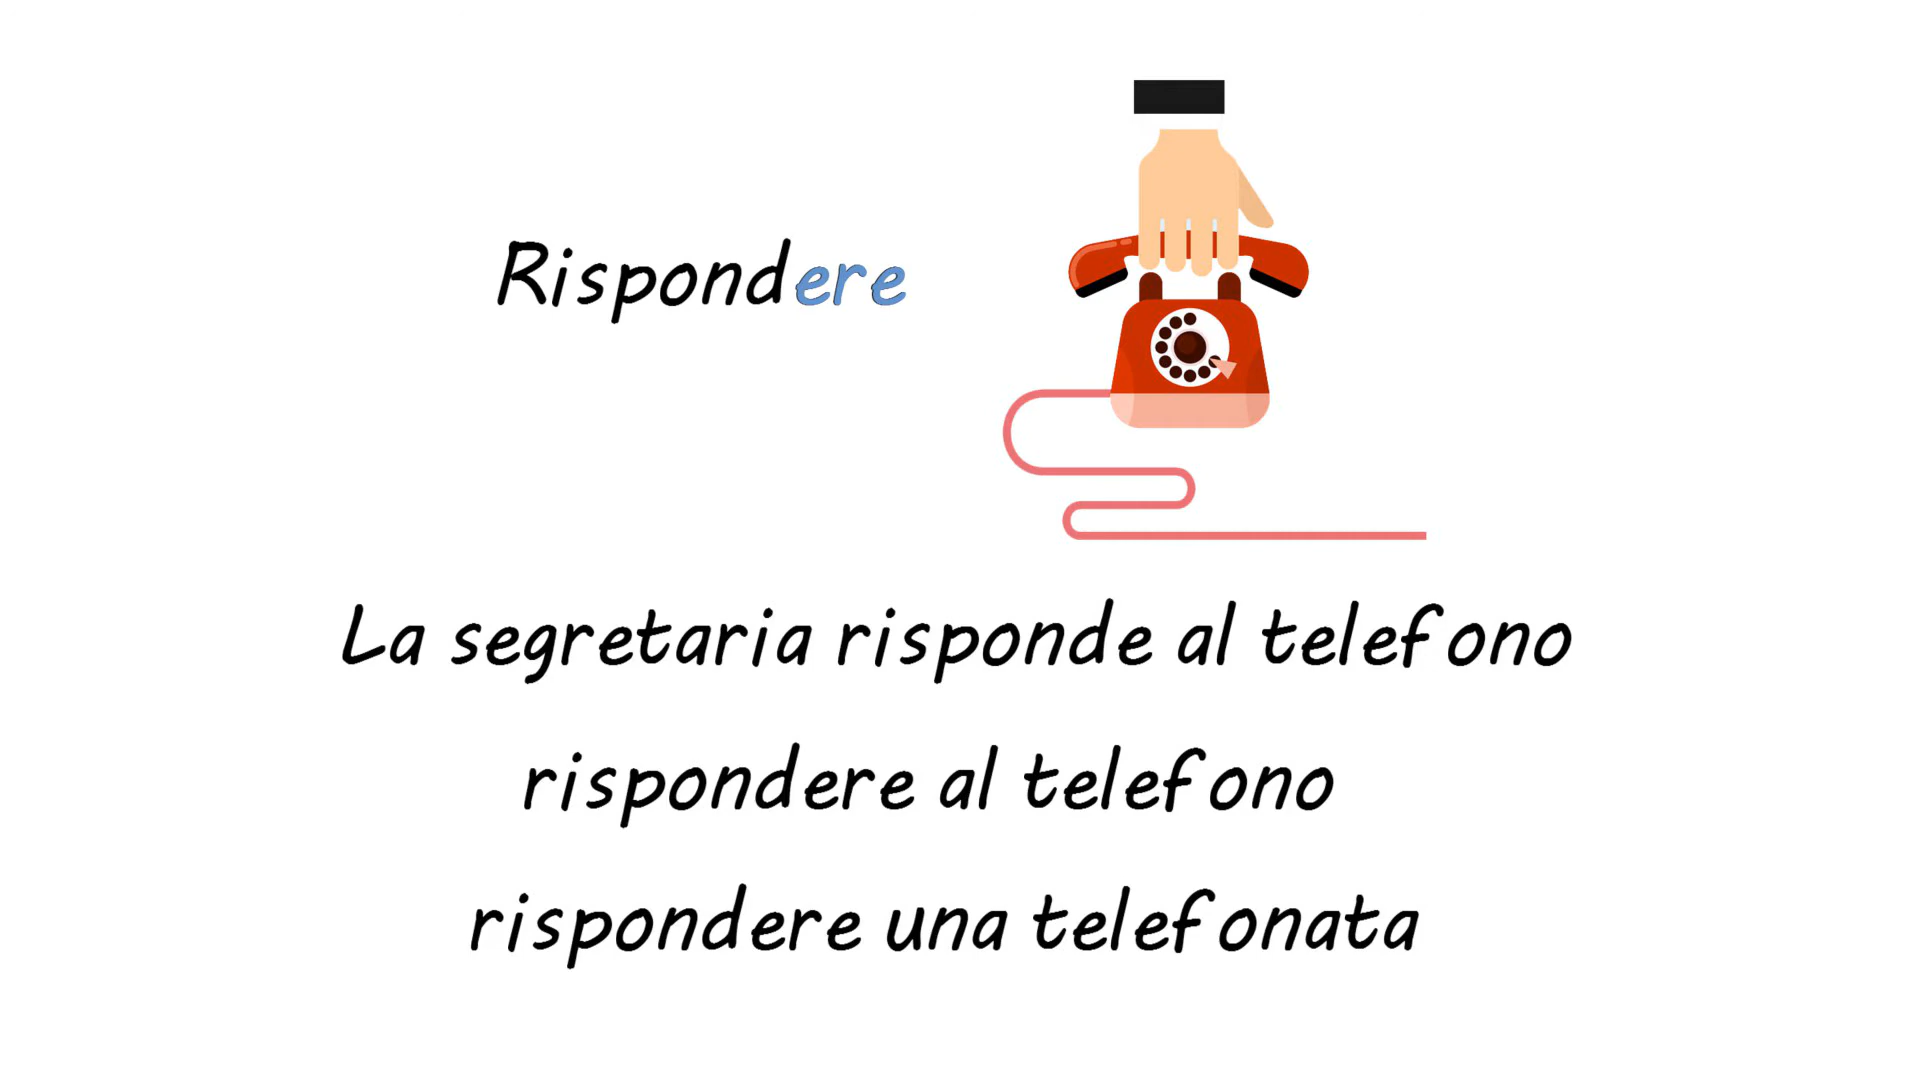 Rispondere
La segretaria risponde al telefono
rispondere al telefono
rispondere una telefonata